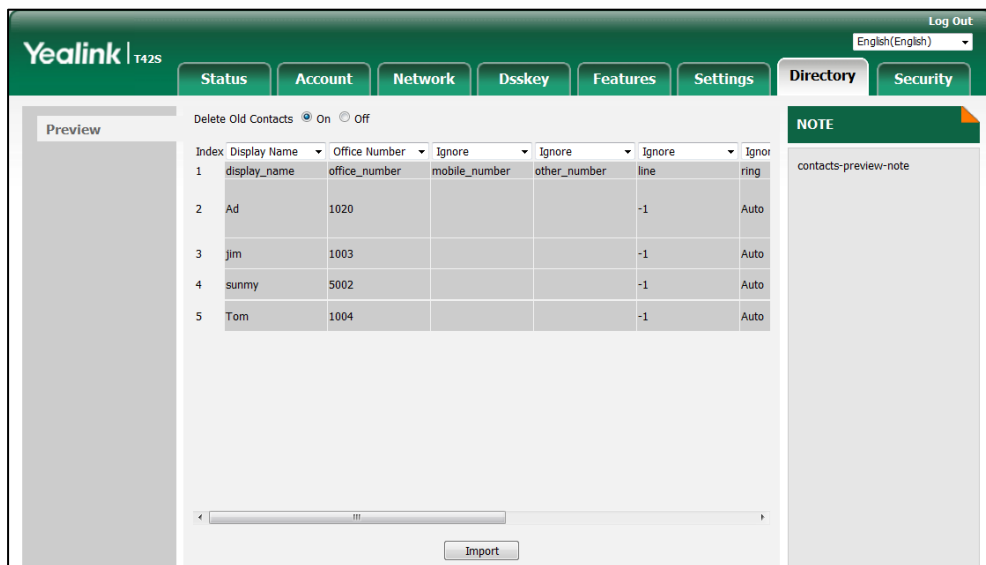 Log Out
Yealink | T42S
English(English)
Status Account Network Dsskey Features Settings Directory Security
Preview
Delete Old Contacts On Off
NOTE
Index Display Name Office Number Ignore Ignore Ignore Ignor
1 display_name office_number mobile_number other_number line ring
contacts-preview-note
2 Ad 1020 -1 Auto
3 jim 1003 -1 Auto
4 sunmy 5002 -1 Auto
5 Tom 1004 -1 Auto
Import